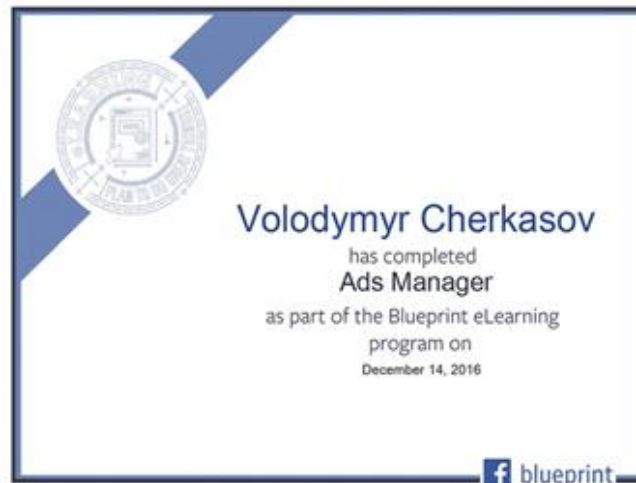 Volodymyr Cherkasov
has completed
Ads Manager
as part of the Blueprint eLearning
program on
December 14, 2016
f blueprint